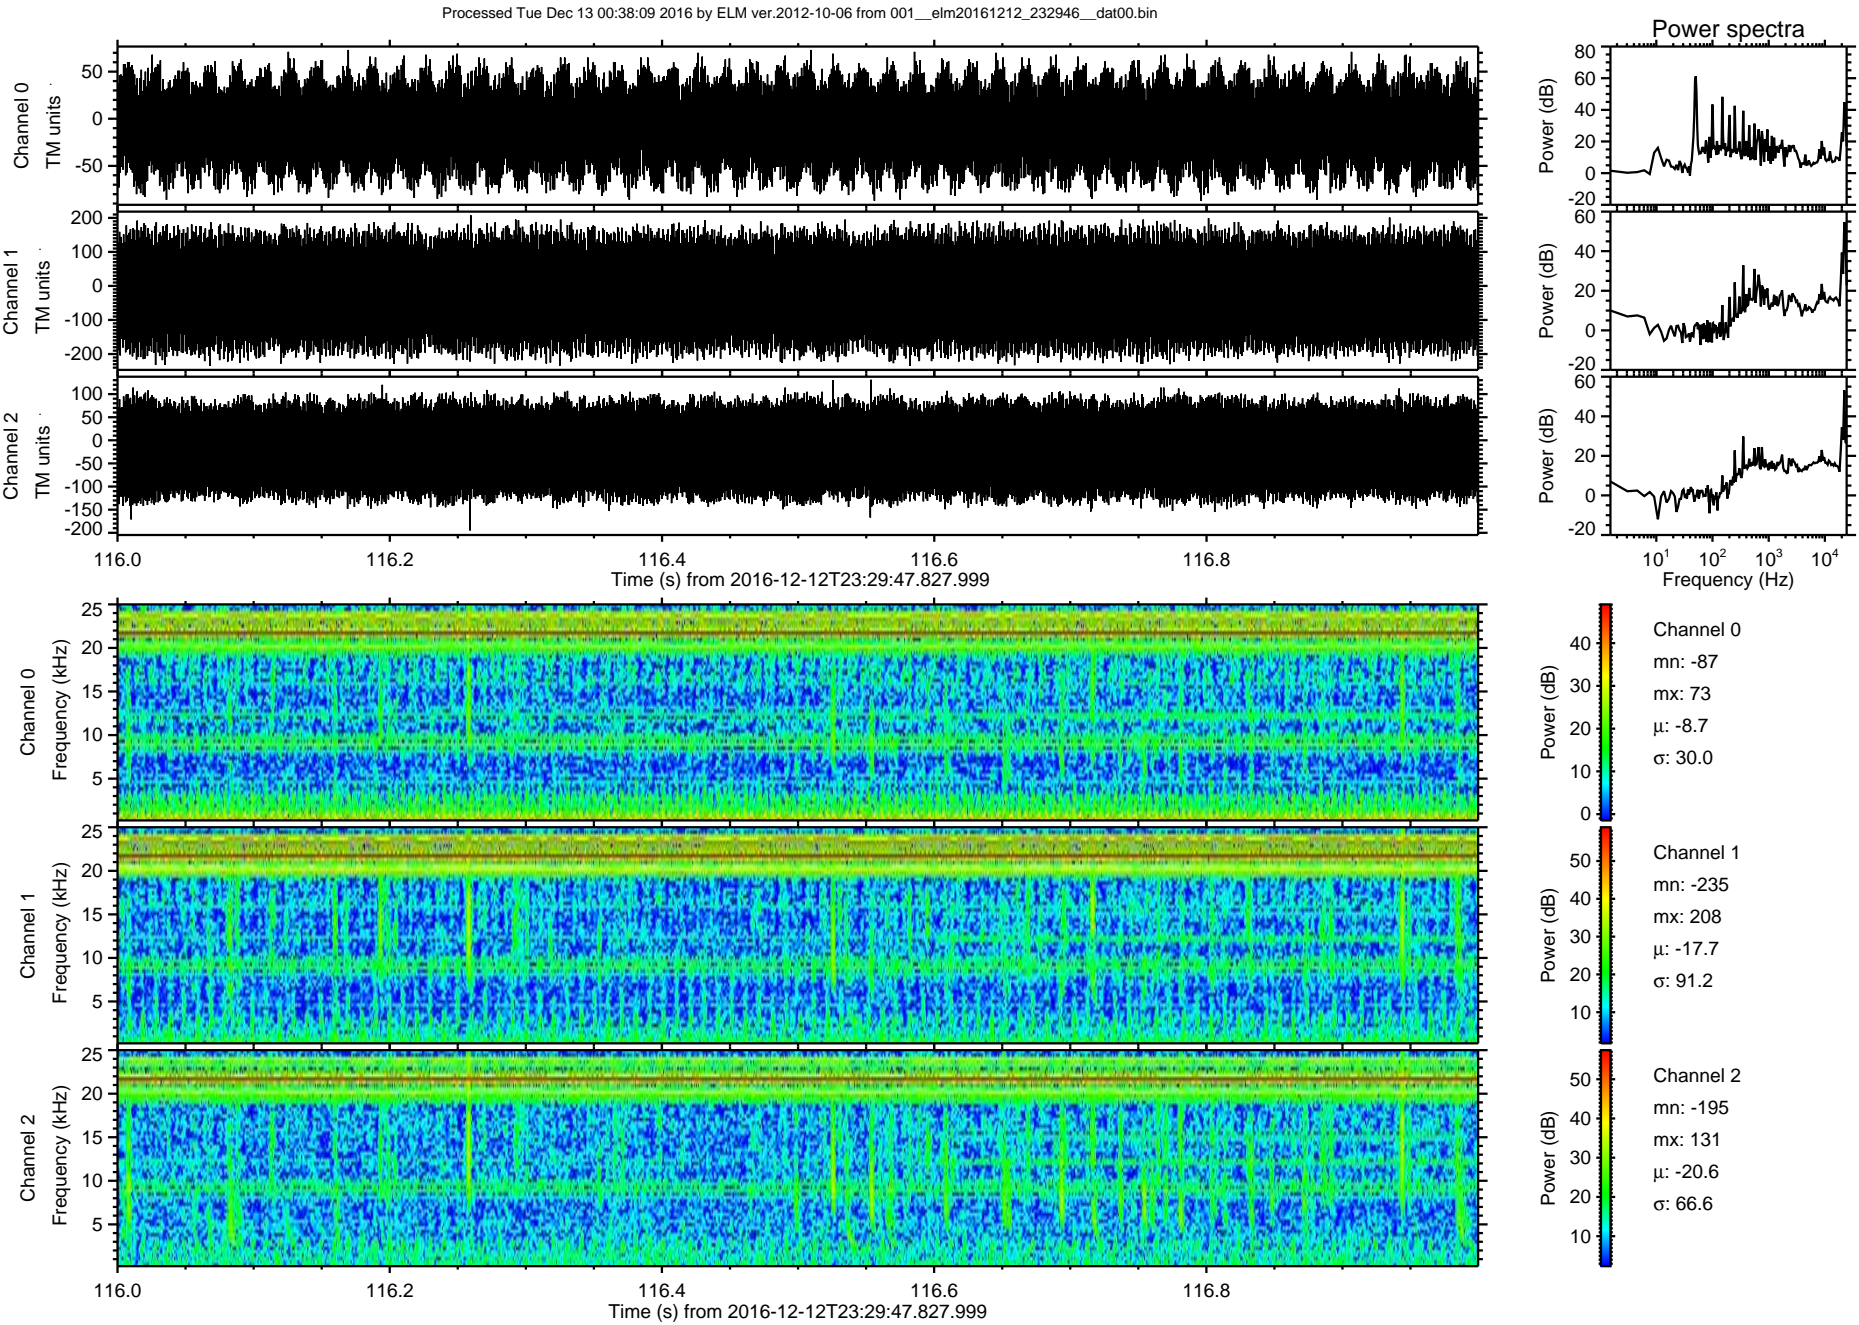 Processed Tue Dec 13 00:38:09 2016 by ELM ver.2012-10-06 from 001__elm20161212_232946__dat00.bin
Power spectra
Channel 0
TM units
50
0
-50
Power (dB)
80
60
40
20
0
-20
Channel 1
TM units
200
100
0
-100
-200
Power (dB)
60
40
20
0
-20
Channel 2
TM units
100
50
0
-50
-100
-150
-200
Power (dB)
60
40
20
0
-20
116.0 116.2 116.4 116.6 116.8
Time (s) from 2016-12-12T23:29:47.827.999
10^1 10^2 10^3 10^4
Frequency (Hz)
Channel 0
Frequency (kHz)
25
20
15
10
5
Power (dB)
40
30
20
10
0
Channel 0
mn: -87
mx: 73
µ: -8.7
σ: 30.0
Channel 1
Frequency (kHz)
25
20
15
10
5
Power (dB)
50
40
30
20
10
Channel 1
mn: -235
mx: 208
µ: -17.7
σ: 91.2
Channel 2
Frequency (kHz)
25
20
15
10
5
Power (dB)
50
40
30
20
10
Channel 2
mn: -195
mx: 131
µ: -20.6
σ: 66.6
116.0 116.2 116.4 116.6 116.8
Time (s) from 2016-12-12T23:29:47.827.999